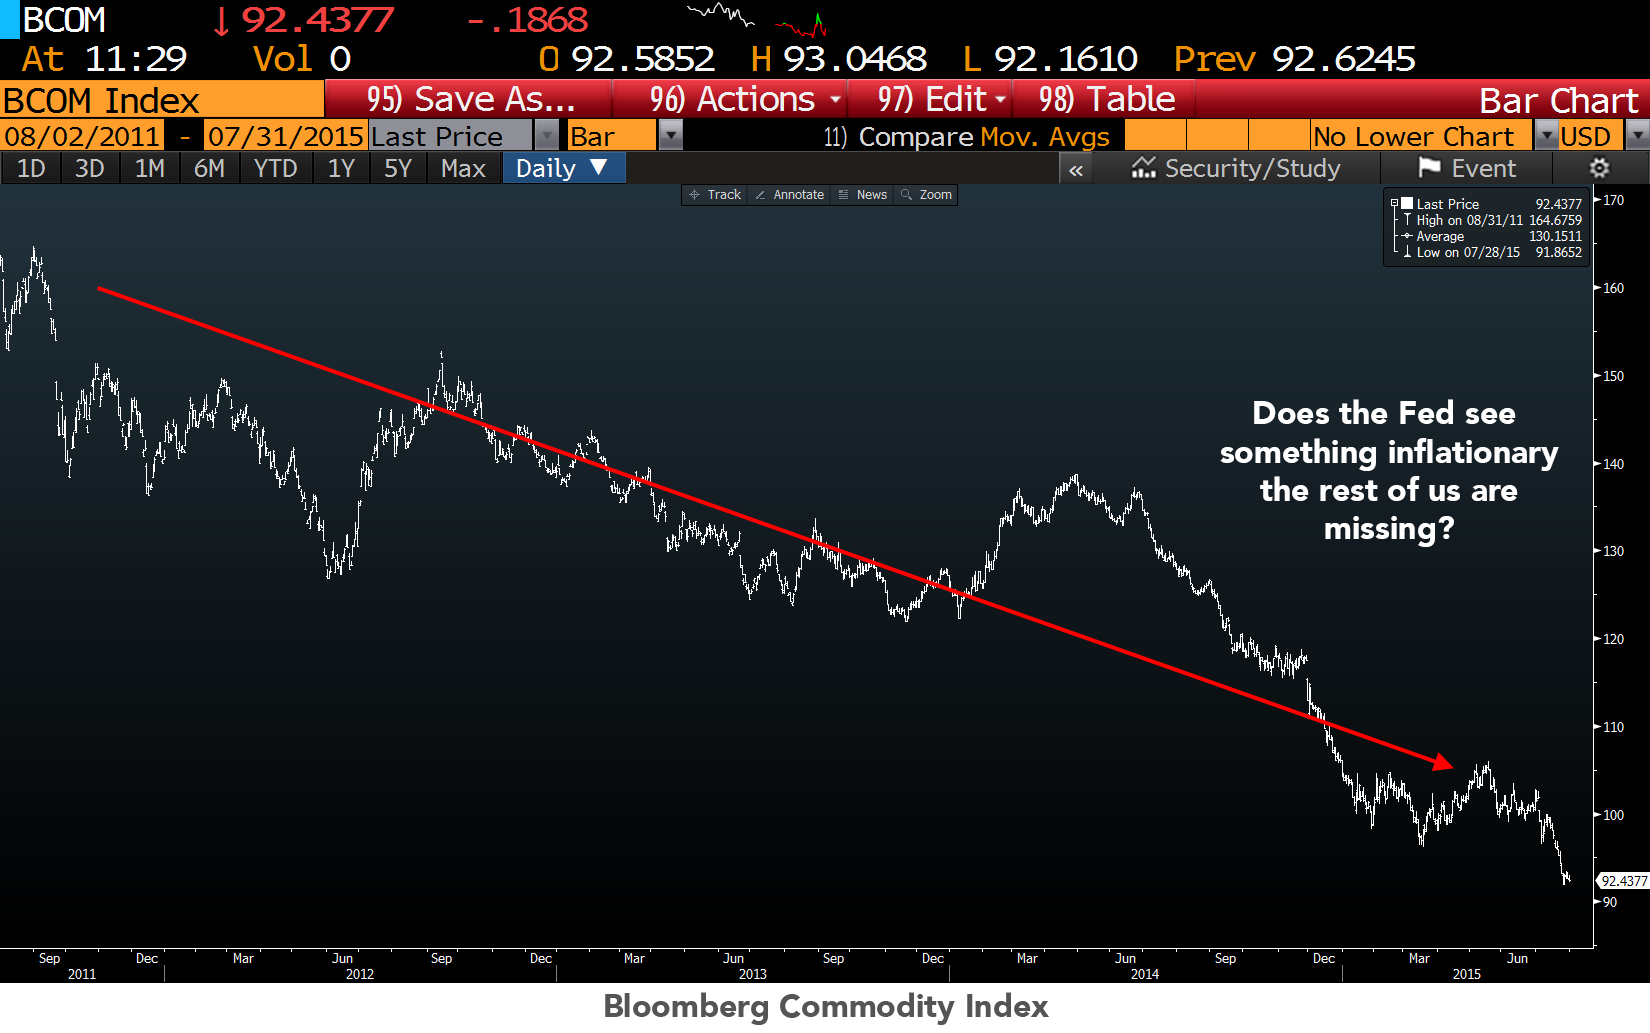 BCOM ↓ 92.4377 -.1868
At 11:29 Vol 0 O 92.5852 H 93.0468 L 92.1610 Prev 92.6245
BCOM Index 95) Save As... 96) Actions 97) Edit 98) Table Bar Chart
08/02/2011 - 07/31/2015 Last Price Bar 11) Compare Mov. Avgs No Lower Chart USD
1D 3D 1M 6M YTD 1Y 5Y Max Daily ▼ « Security/Study Event
Track Annotate News Zoom
Last Price 92.4377
High on 08/31/11 164.6759
Average 130.1511
Low on 07/28/15 91.8652
170
160
150
140
130
120
110
100
92.4377
90
Does the Fed see
something inflationary
the rest of us are
missing?
Sep Dec Mar Jun Sep Dec Mar Jun Sep Dec Mar Jun Sep Dec Mar Jun
2011 2012 2013 2014 2015
Bloomberg Commodity Index